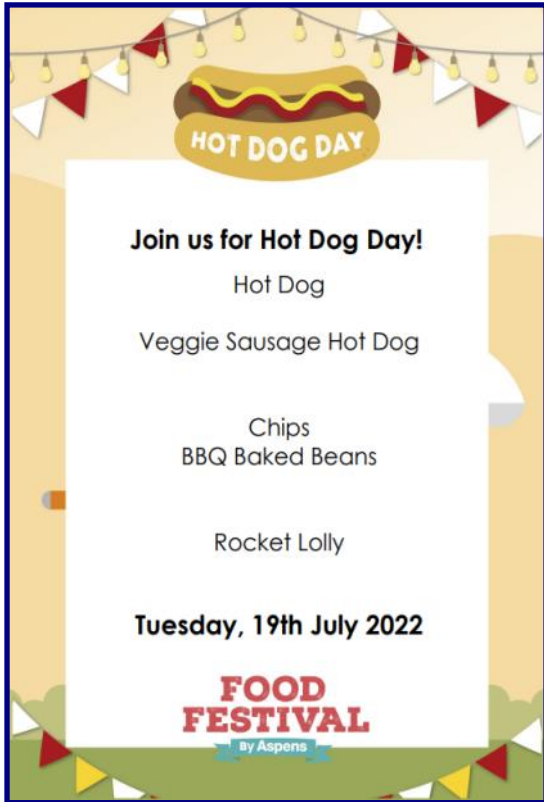 HOT DOG DAY
Join us for Hot Dog Day!
Hot Dog
Veggie Sausage Hot Dog
Chips
BBQ Baked Beans
Rocket Lolly
Tuesday, 19th July 2022
FOOD
FESTIVAL
By Aspens